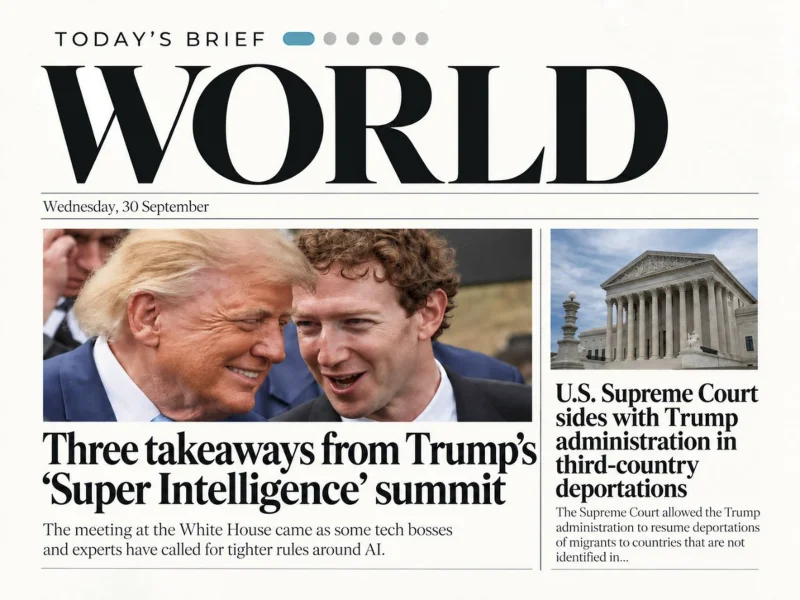 TODAY'S BRIEF
WORLD
Wednesday, 30 September
Three takeaways from Trump's
‘Super Intelligence’ summit
The meeting at the White House came as some tech bosses
and experts have called for tighter rules around AI.
U.S. Supreme Court
sides with Trump
administration in
third-country
deportations
The Supreme Court allowed the Trump
administration to resume deportations
of migrants to countries that are not
identified in...